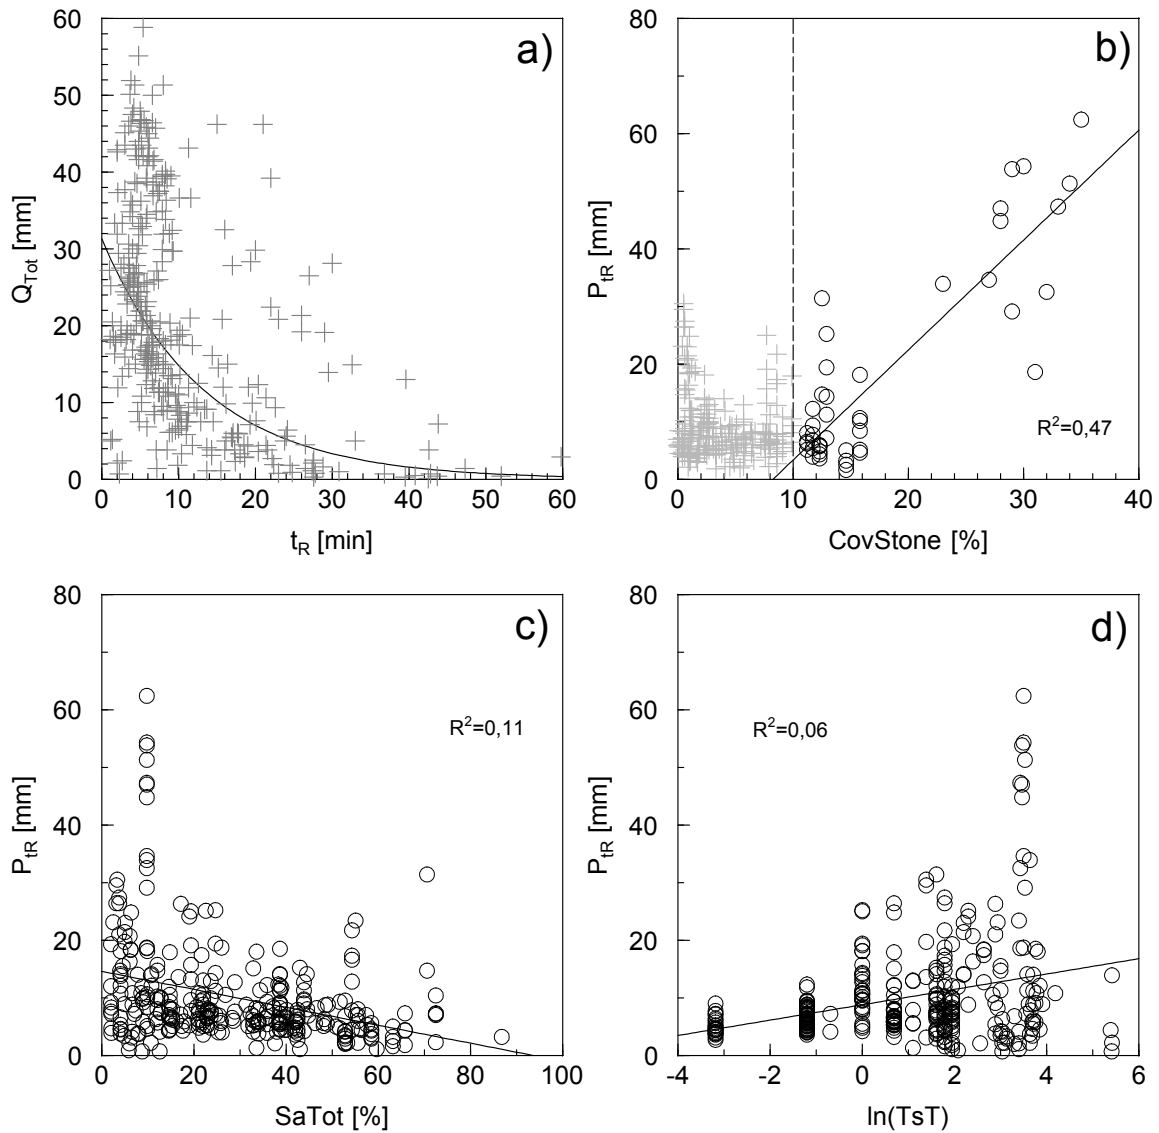 a)
60
50
40
30
20
10
0
Q_Tot [mm]
0 10 20 30 40 50 60
t_R [min]
b)
80
60
40
20
0
P_tR [mm]
R²=0,47
0 10 20 30 40
CovStone [%]
c)
80
60
40
20
0
P_tR [mm]
R²=0,11
0 20 40 60 80 100
SaTot [%]
d)
80
60
40
20
0
P_tR [mm]
R²=0,06
-4 -2 0 2 4 6
ln(TsT)